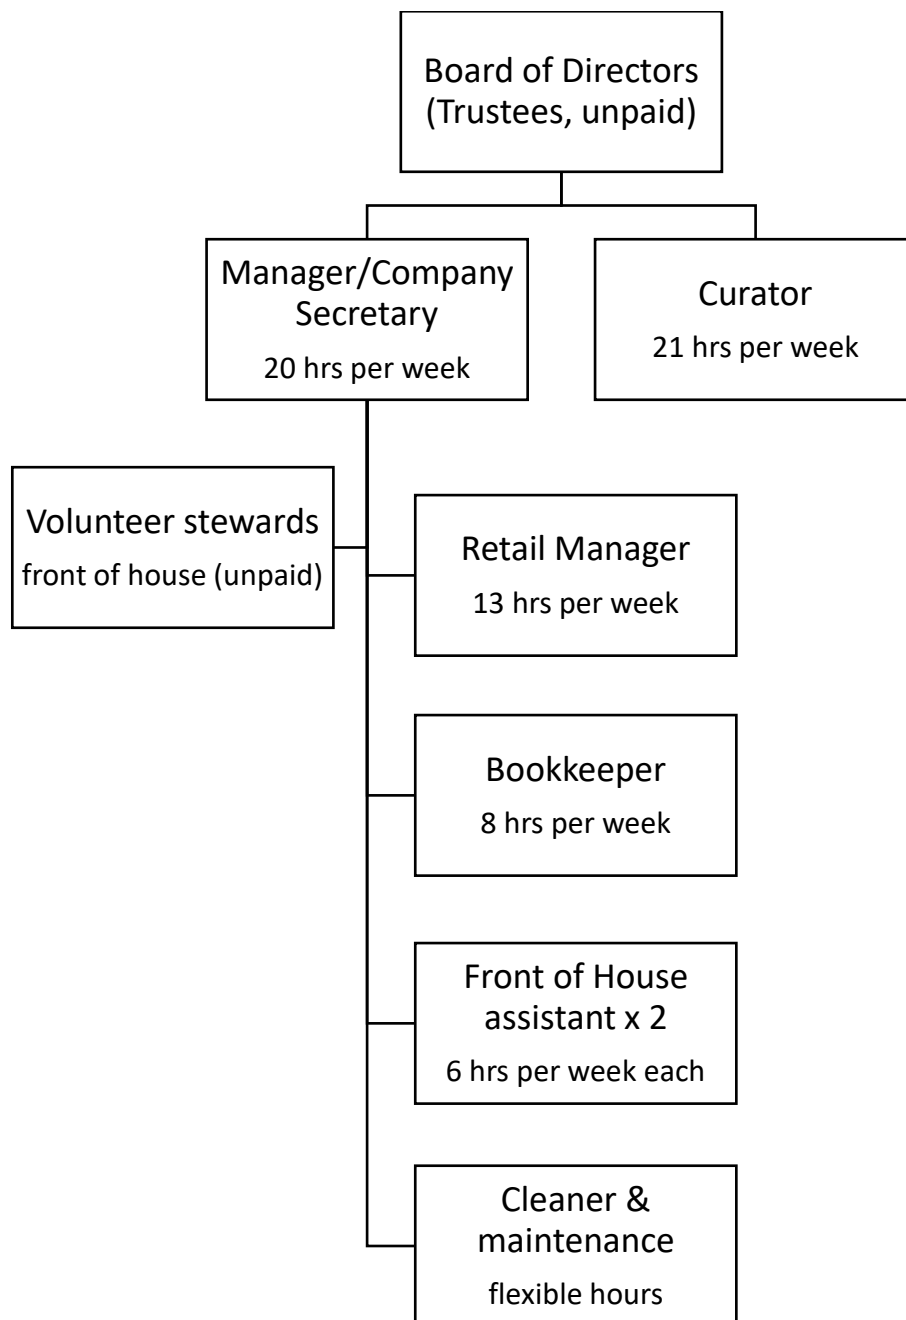 Board of Directors
(Trustees, unpaid)
Manager/Company
Secretary
20 hrs per week
Curator
21 hrs per week
Volunteer stewards
front of house (unpaid)
Retail Manager
13 hrs per week
Bookkeeper
8 hrs per week
Front of House
assistant x 2
6 hrs per week each
Cleaner &
maintenance
flexible hours